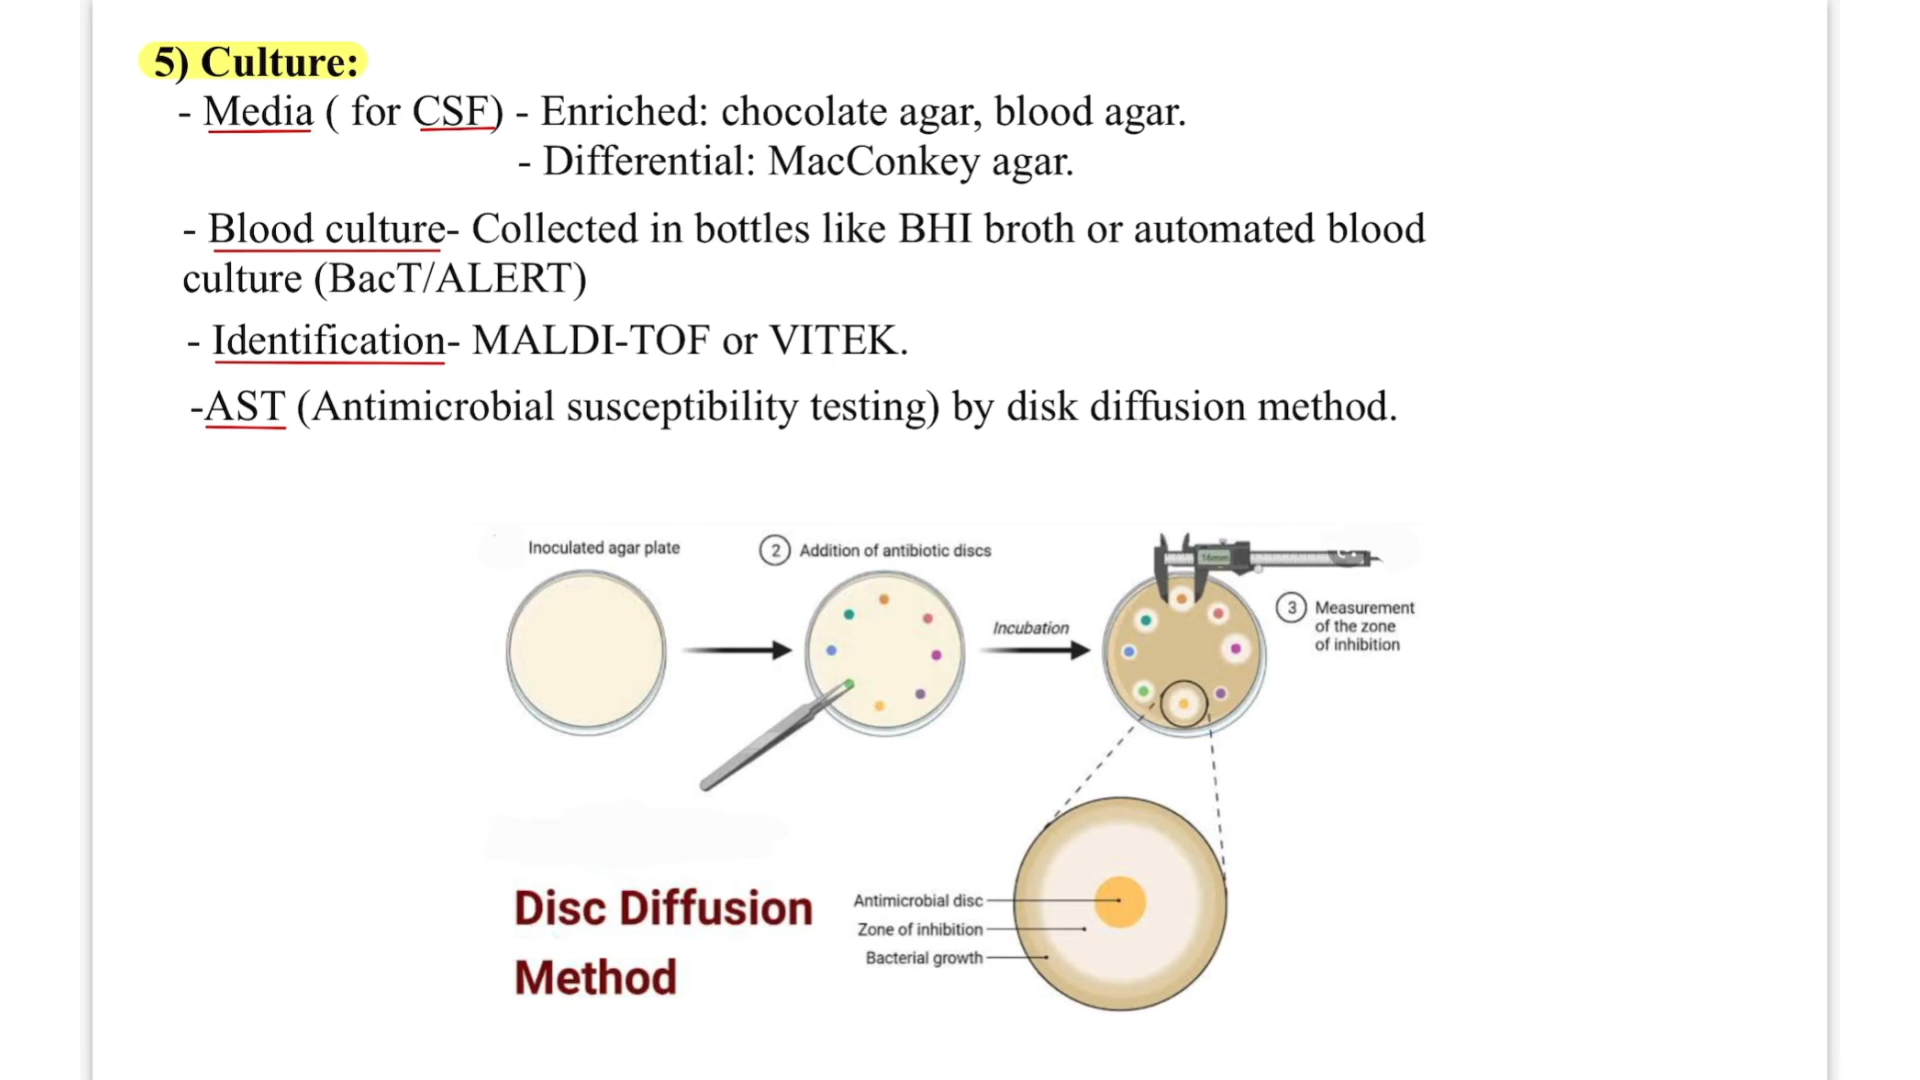 5) Culture:
- Media ( for CSF) - Enriched: chocolate agar, blood agar.
- Differential: MacConkey agar.
- Blood culture- Collected in bottles like BHI broth or automated blood
culture (BacT/ALERT)
- Identification- MALDI-TOF or VITEK.
-AST (Antimicrobial susceptibility testing) by disk diffusion method.
Inoculated agar plate
2 Addition of antibiotic discs
Incubation
3 Measurement
of the zone
of inhibition
Disc Diffusion
Method
Antimicrobial disc
Zone of inhibition
Bacterial growth